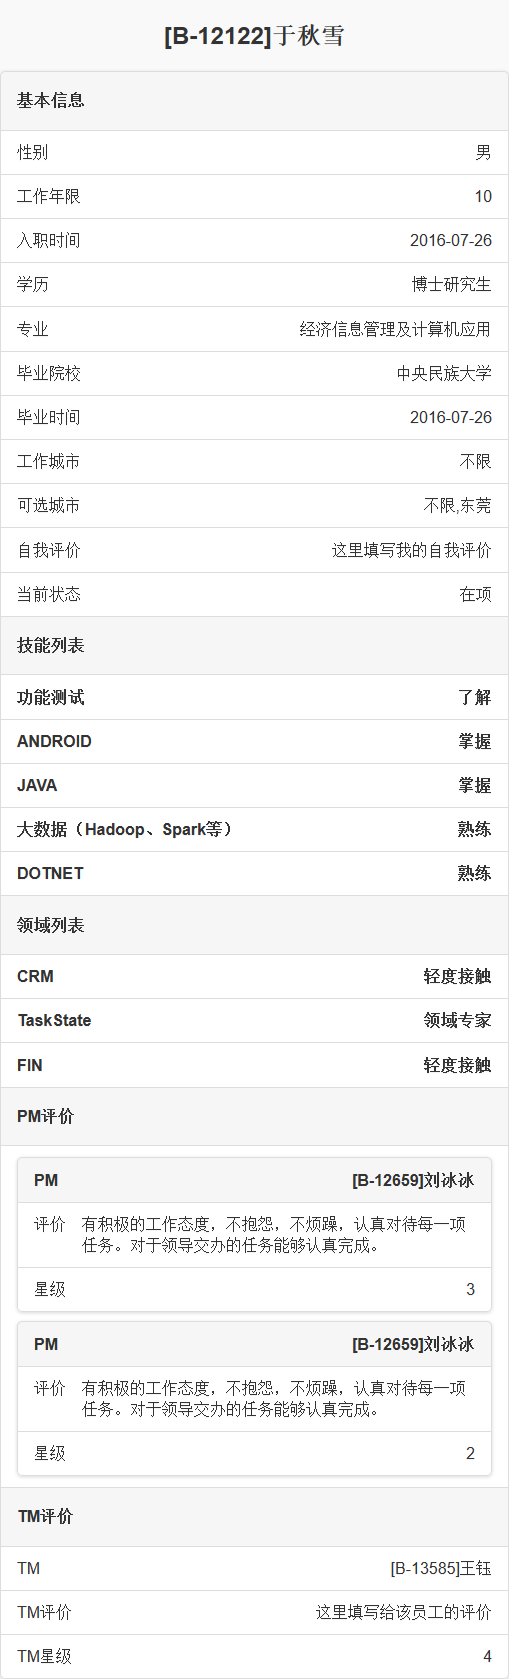 [B-12122]于秋雪
基本信息
性别 男
工作年限 10
入职时间 2016-07-26
学历 博士研究生
专业 经济信息管理及计算机应用
毕业院校 中央民族大学
毕业时间 2016-07-26
工作城市 不限
可选城市 不限,东莞
自我评价 这里填写我的自我评价
当前状态 在项
技能列表
功能测试 了解
ANDROID 掌握
JAVA 掌握
大数据（Hadoop、Spark等） 熟练
DOTNET 熟练
领域列表
CRM 轻度接触
TaskState 领域专家
FIN 轻度接触
PM评价
PM [B-12659]刘冰冰
评价 有积极的工作态度，不抱怨，不烦躁，认真对待每一项
任务。对于领导交办的任务能够认真完成。
星级 3
PM [B-12659]刘冰冰
评价 有积极的工作态度，不抱怨，不烦躁，认真对待每一项
任务。对于领导交办的任务能够认真完成。
星级 2
TM评价
TM [B-13585]王钰
TM评价 这里填写给该员工的评价
TM星级 4